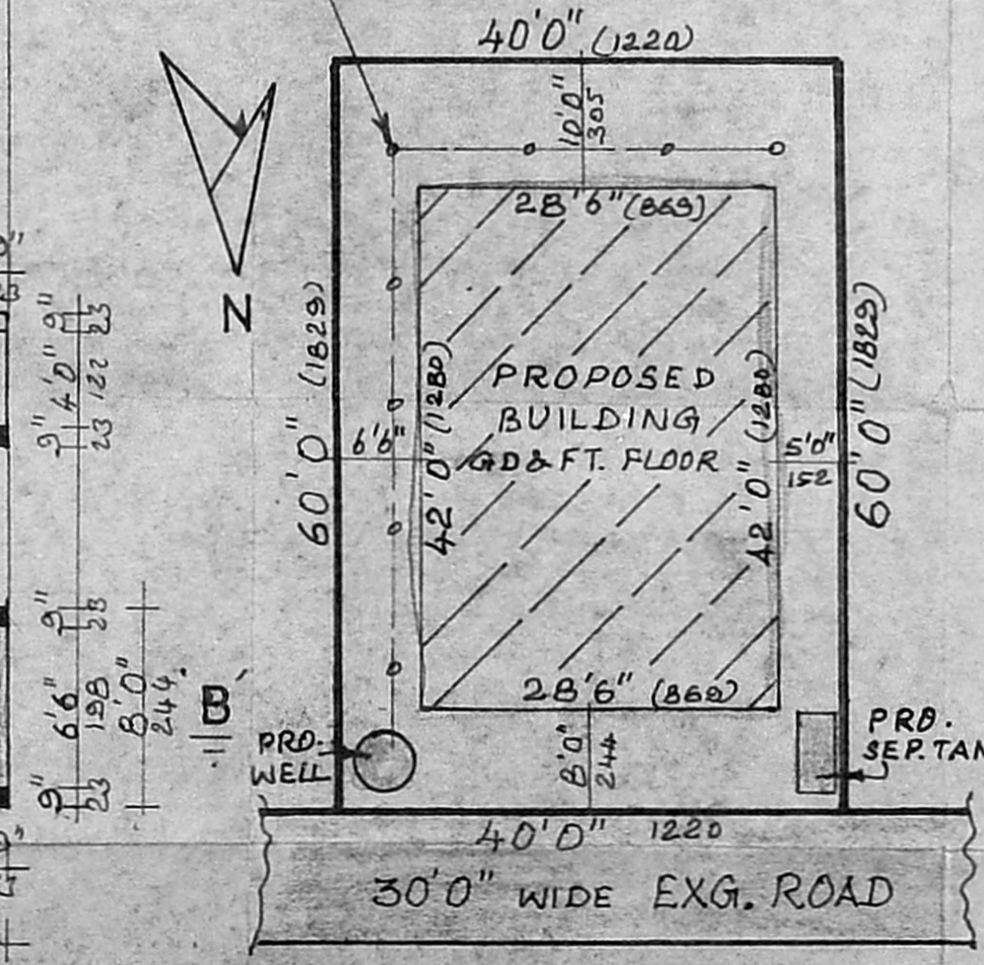 40'0" (1220)
10'0"
305
28'6" (869)
N
60'0" (1829)
6'6"
42'0" (1280)
PROPOSED
BUILDING
GD & FT. FLOOR
42'0" (1280)
5'0"
152
60'0" (1829)
28'6" (869)
8'0"
244
PRO.
WELL
PRO.
SEP. TAN
40'0" 1220
30'0" WIDE EXG. ROAD
9"
23
4'0"
122
9"
23
9"
23
6'6"
198
8'0"
244
9"
23
B